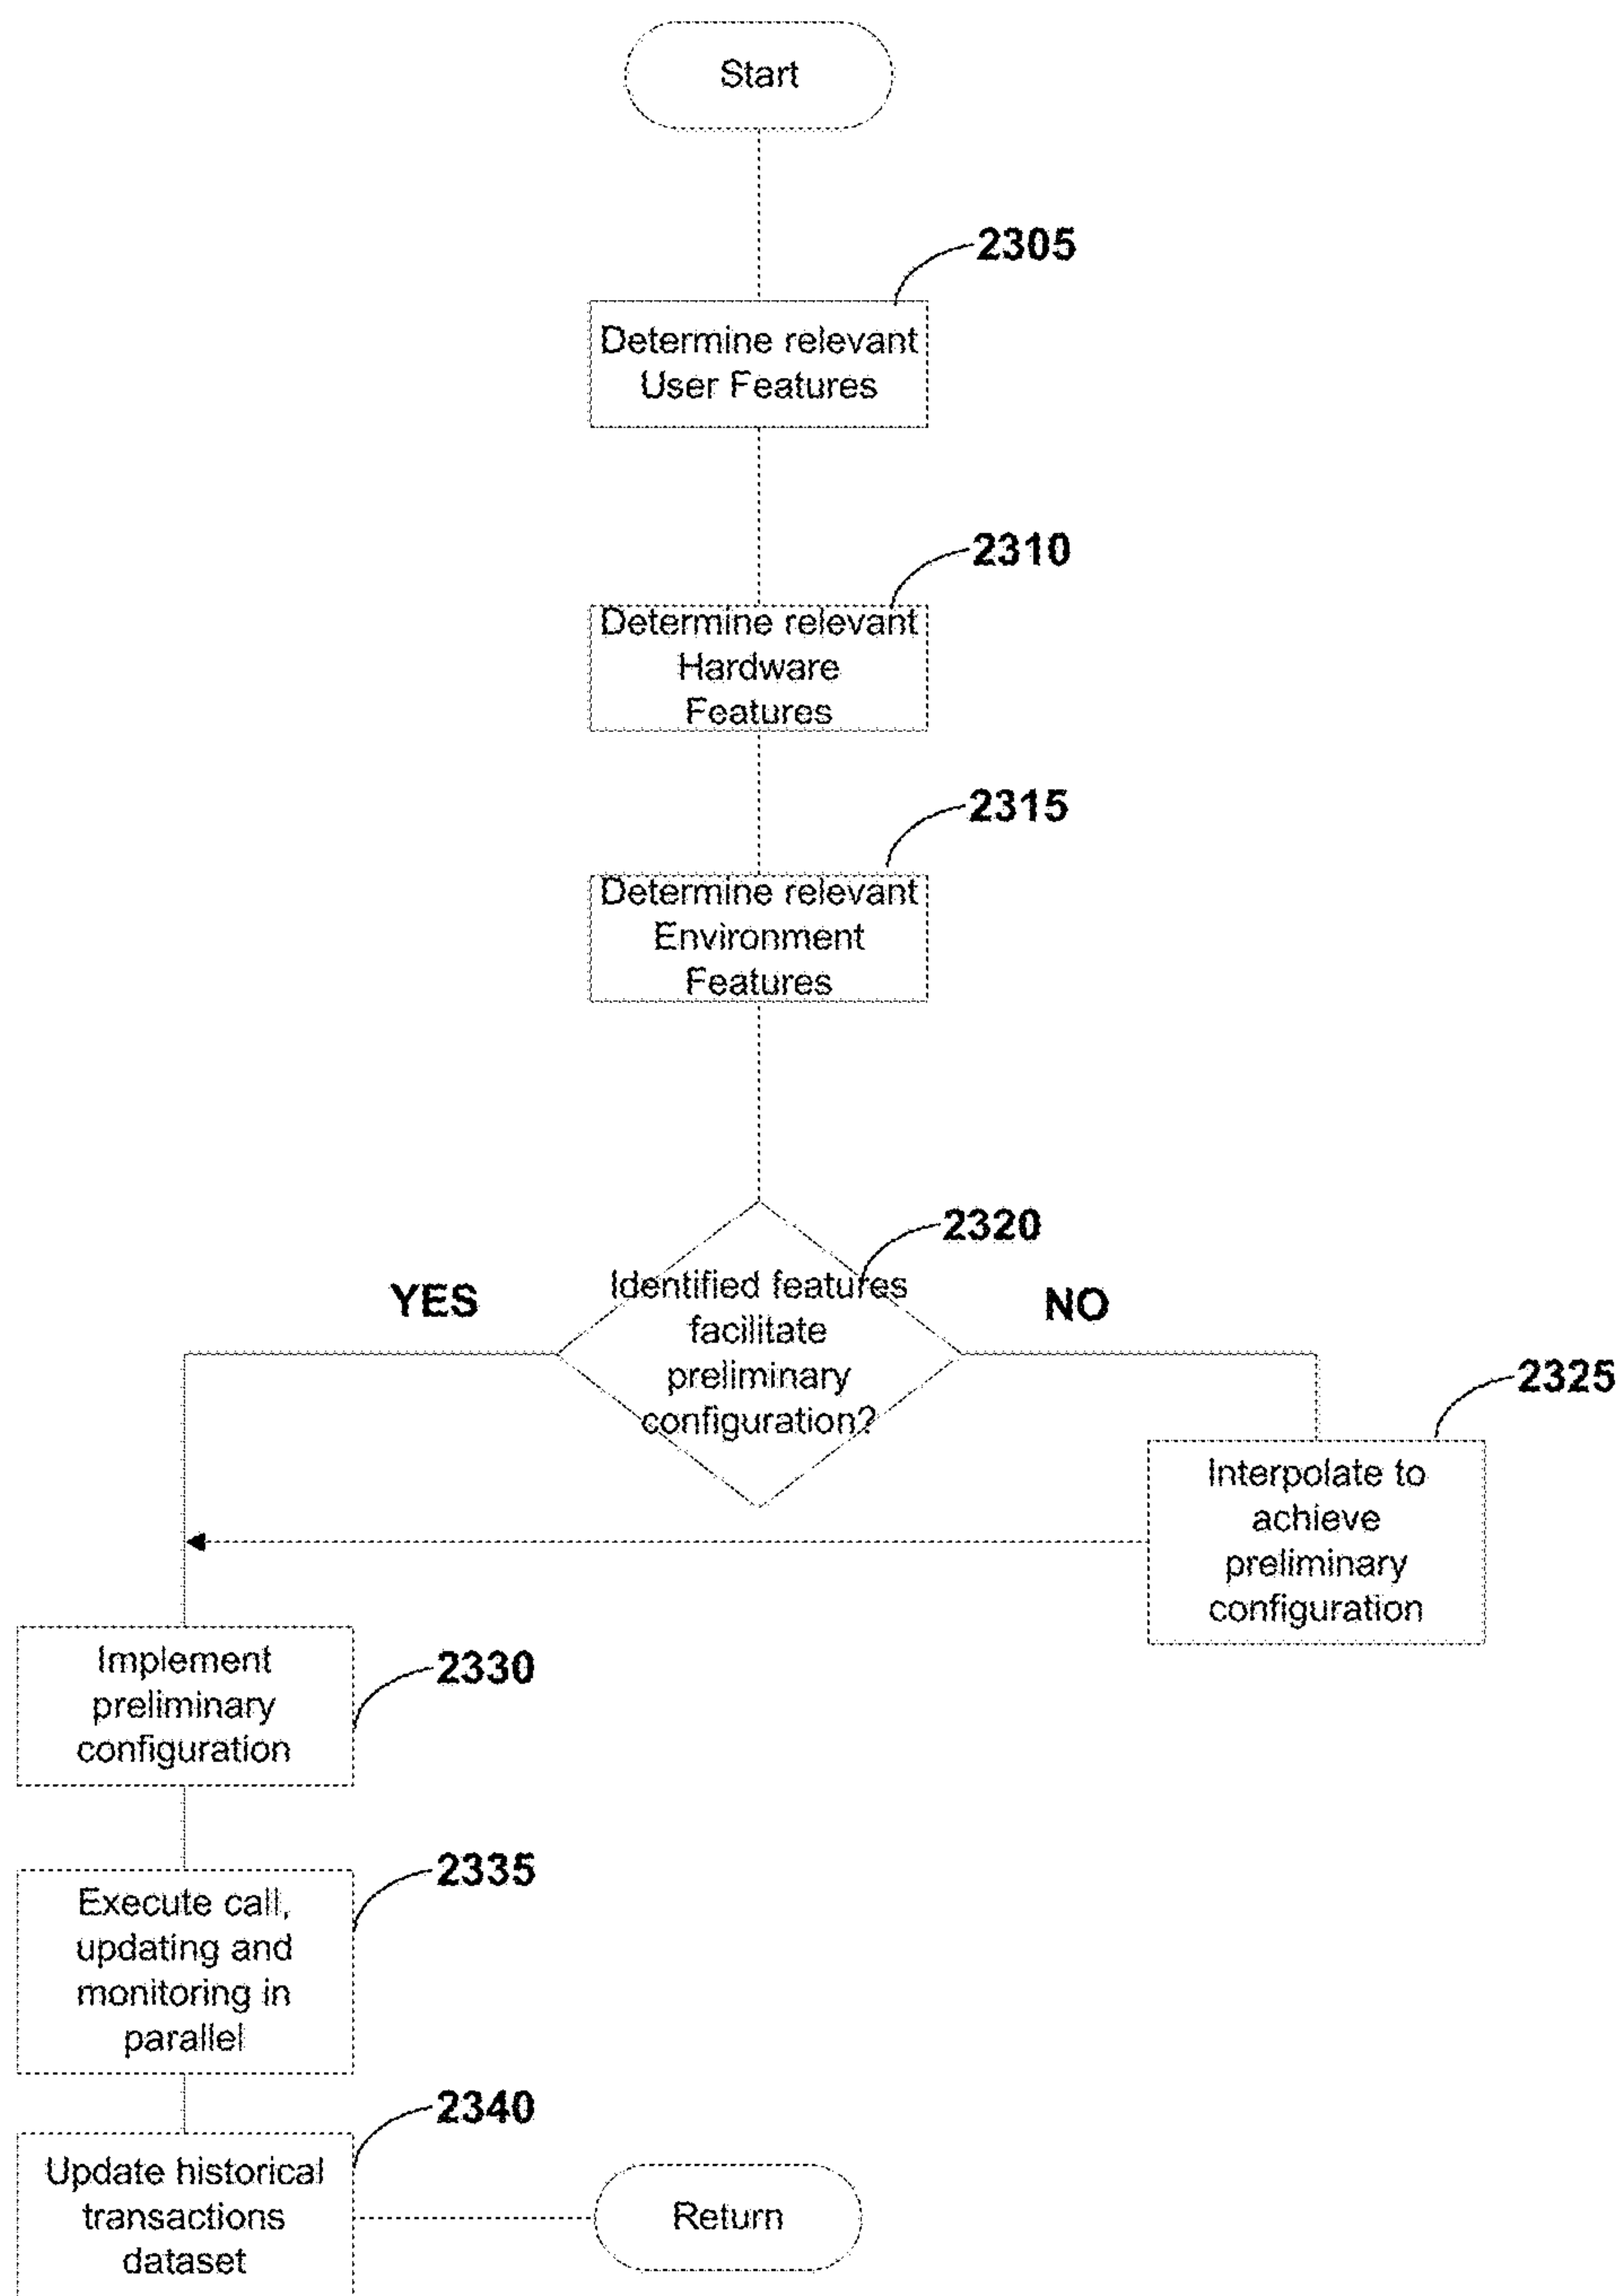 Start
2305
Determine relevant
User Features
2310
Determine relevant
Hardware
Features
2315
Determine relevant
Environment
Features
2320
YES
Identified features
facilitate
preliminary
configuration?
NO
2325
Interpolate to
achieve
preliminary
configuration
Implement
preliminary
configuration
2330
2335
Execute call,
updating and
monitoring in
parallel
2340
Update historical
transactions
dataset
Return